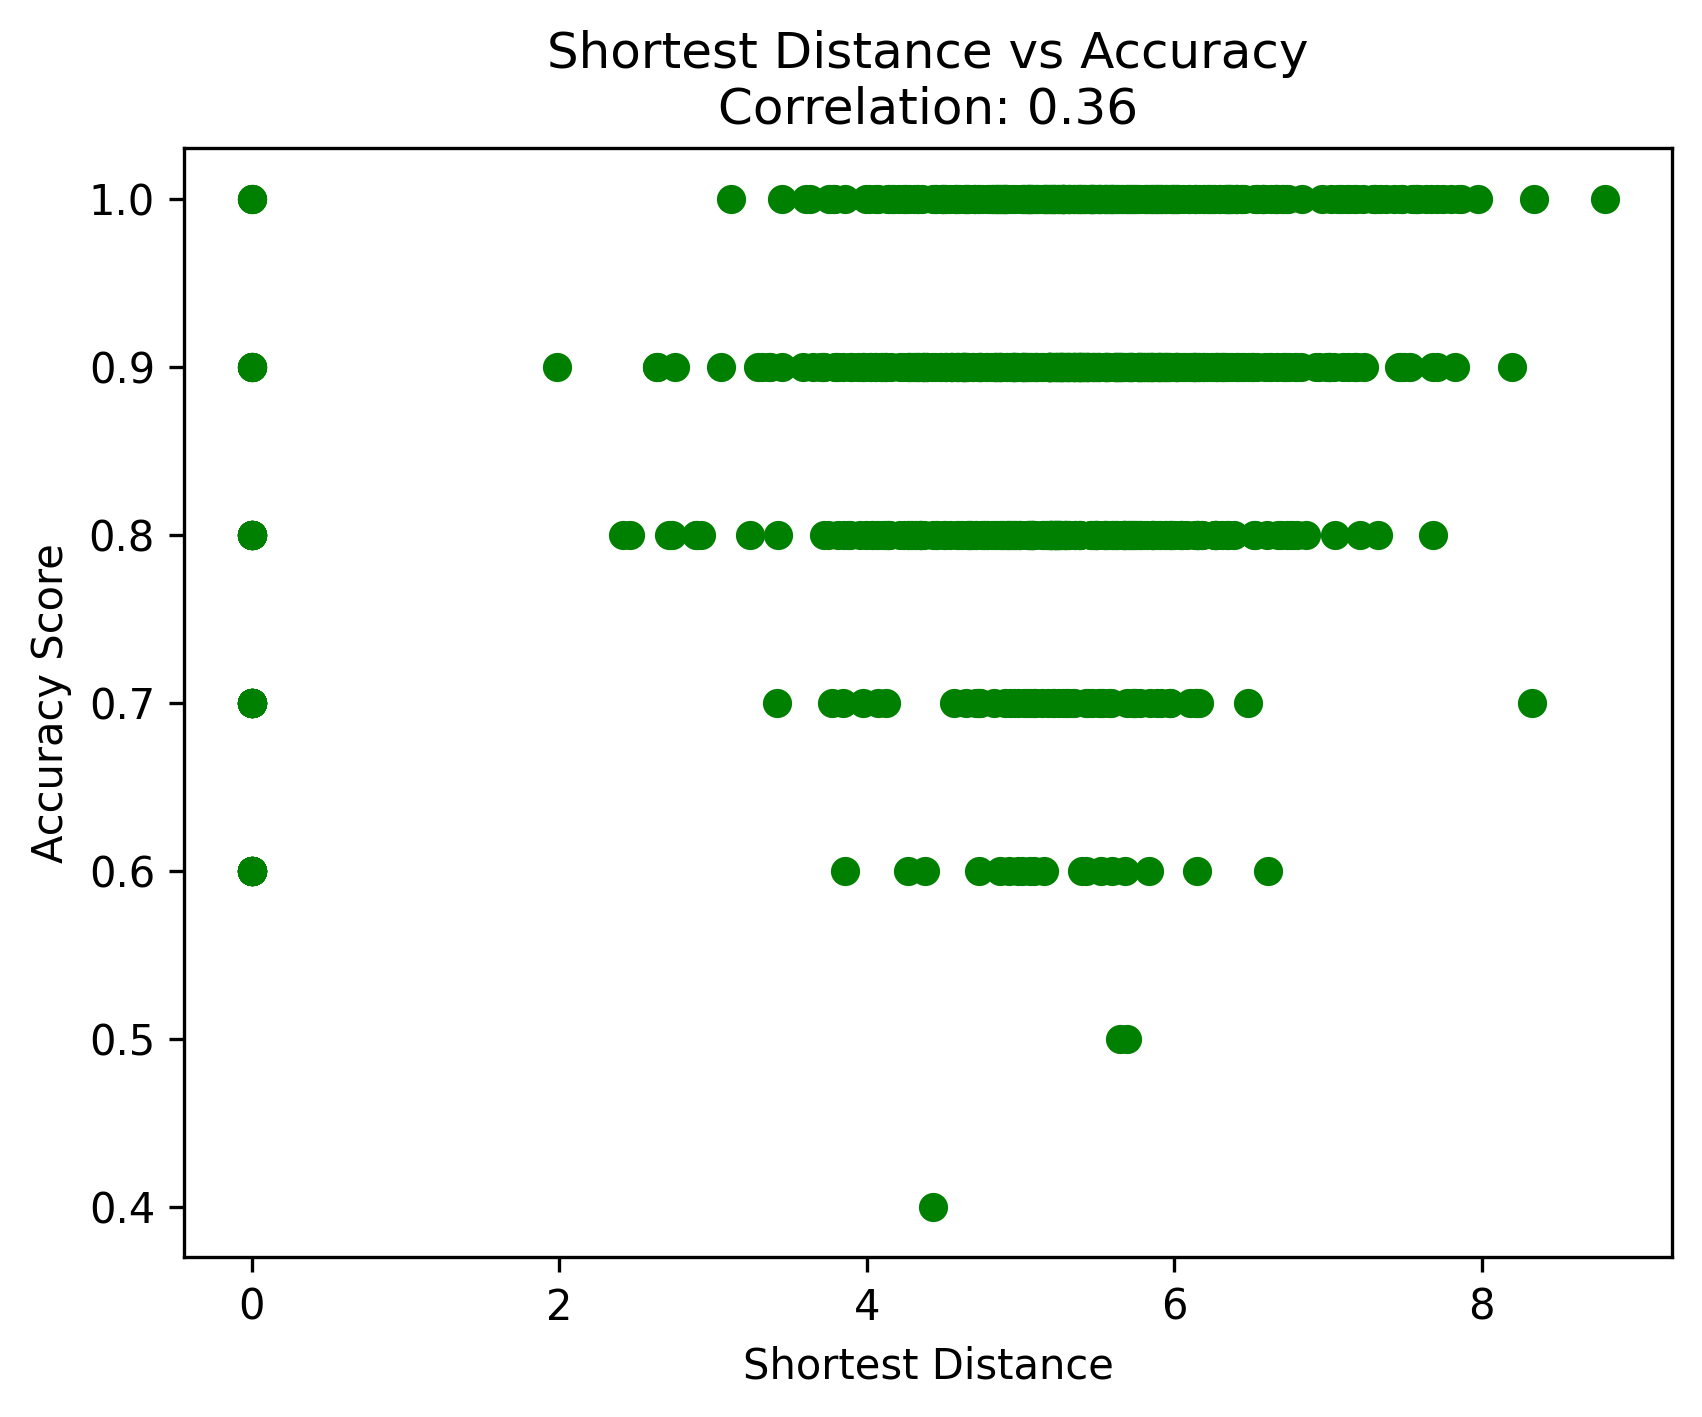 Shortest Distance vs Accuracy
Correlation: 0.36
1.0
0.9
0.8
0.7
0.6
0.5
0.4
Accuracy Score
0 2 4 6 8
Shortest Distance